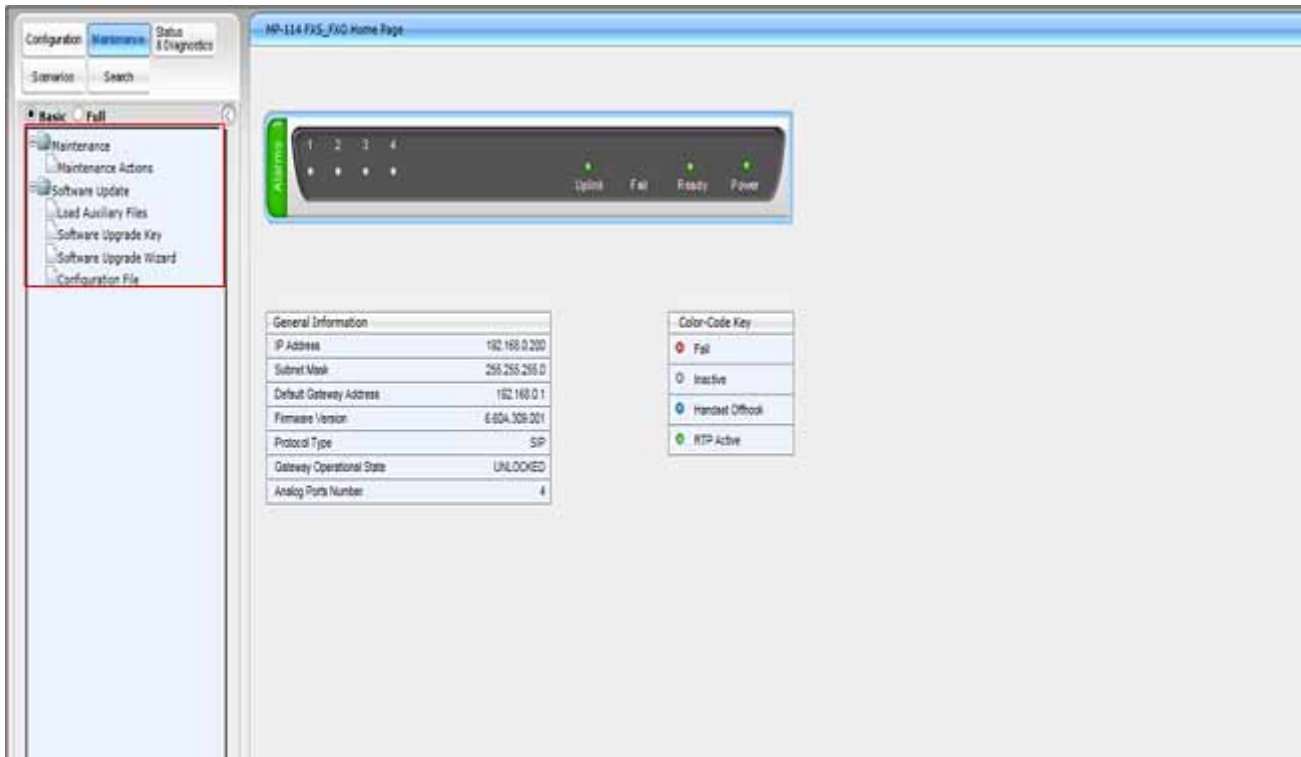 Configuration Maintenance Status & Diagnostics
Scenarios Search
Basic Full
Maintenance
Maintenance Actions
Software Update
Load Auxiliary Files
Software Upgrade Key
Software Upgrade Wizard
Configuration File
MP-114 FXS_FXO Home Page
Alarms
1 2 3 4
Uplink Fail Ready Power
General Information
IP Address 192.168.0.200
Subnet Mask 255.255.255.0
Default Gateway Address 192.168.0.1
Firmware Version 6.60A.309.001
Protocol Type SIP
Gateway Operational State UNLOCKED
Analog Ports Number 4
Color-Code Key
Fail
Inactive
Handset Offhook
RTP Active